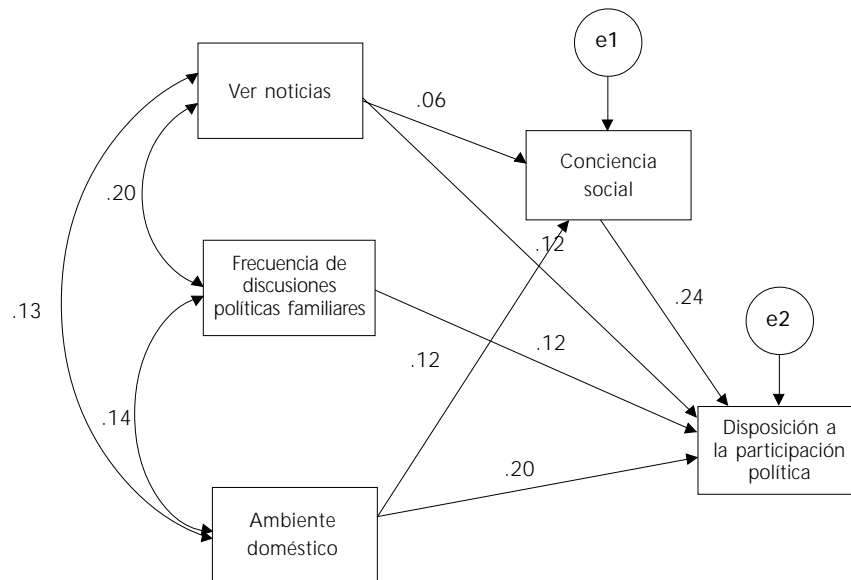 e1
Ver noticias
.06
Conciencia
social
.20
.12
Frecuencia de
discusiones
políticas familiares
.13
.24
e2
.12
.12
.14
Disposición a
la participación
política
.20
Ambiente
doméstico